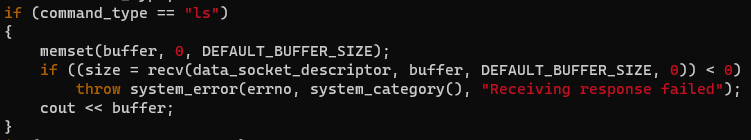 if (command_type == "ls")
{
    memset(buffer, 0, DEFAULT_BUFFER_SIZE);
    if ((size = recv(data_socket_descriptor, buffer, DEFAULT_BUFFER_SIZE, 0)) < 0)
        throw system_error(errno, system_category(), "Receiving response failed");
    cout << buffer;
}